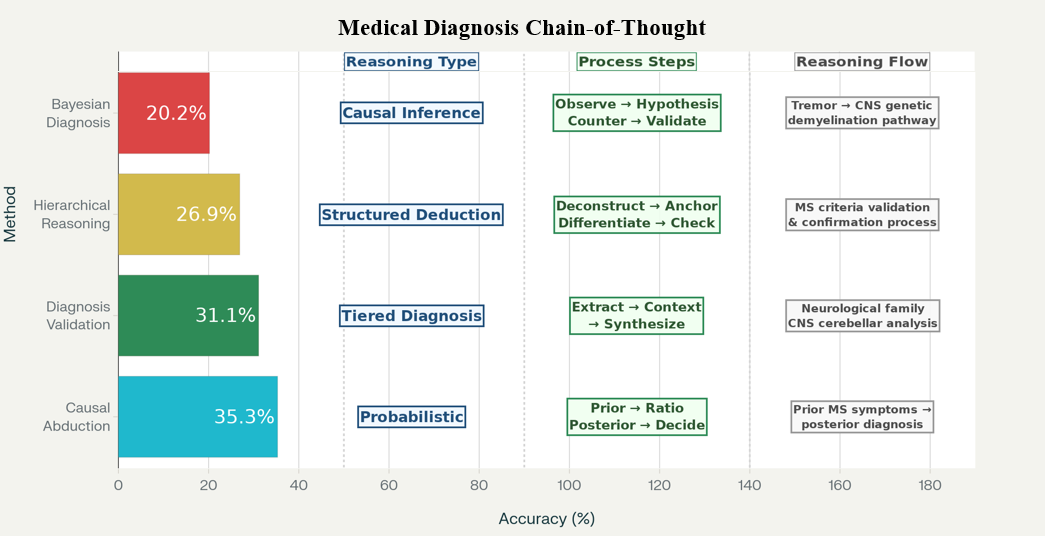 Medical Diagnosis Chain-of-Thought
Reasoning Type
Process Steps
Reasoning Flow
Method
Bayesian
Diagnosis
20.2%
Causal Inference
Observe → Hypothesis
Counter → Validate
Tremor → CNS genetic
demyelination pathway
Hierarchical
Reasoning
26.9%
Structured Deduction
Deconstruct → Anchor
Differentiate → Check
MS criteria validation
& confirmation process
Diagnosis
Validation
31.1%
Tiered Diagnosis
Extract → Context
→ Synthesize
Neurological family
CNS cerebellar analysis
Causal
Abduction
35.3%
Probabilistic
Prior → Ratio
Posterior → Decide
Prior MS symptoms →
posterior diagnosis
0 20 40 60 80 100 120 140 160 180
Accuracy (%)